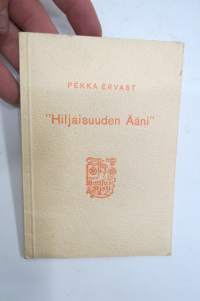 PEKKA ERVAST
"Hiljaisuuden Ääni"